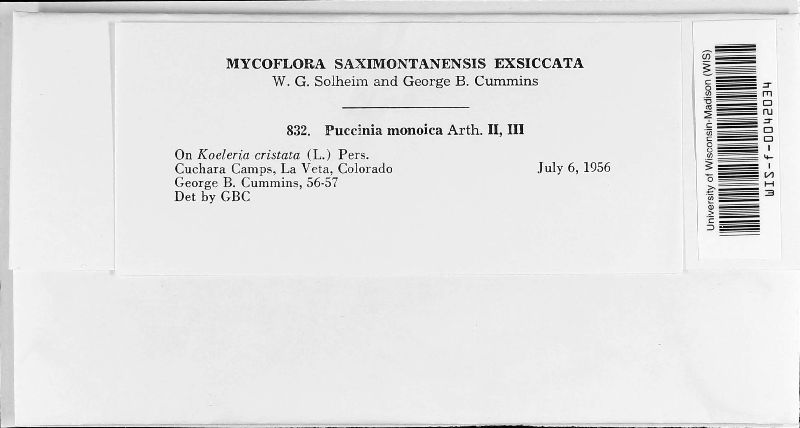 MYCOFLORA SAXIMONTANENSIS EXSICCATA
W. G. Solheim and George B. Cummins
832. Puccinia monoica Arth. II, III
On Koeleria cristata (L.) Pers.
Cuchara Camps, La Veta, Colorado July 6, 1956
George B. Cummins, 56-57
Det by GBC
University of Wisconsin-Madison (WIS)
WIS-f-0042034